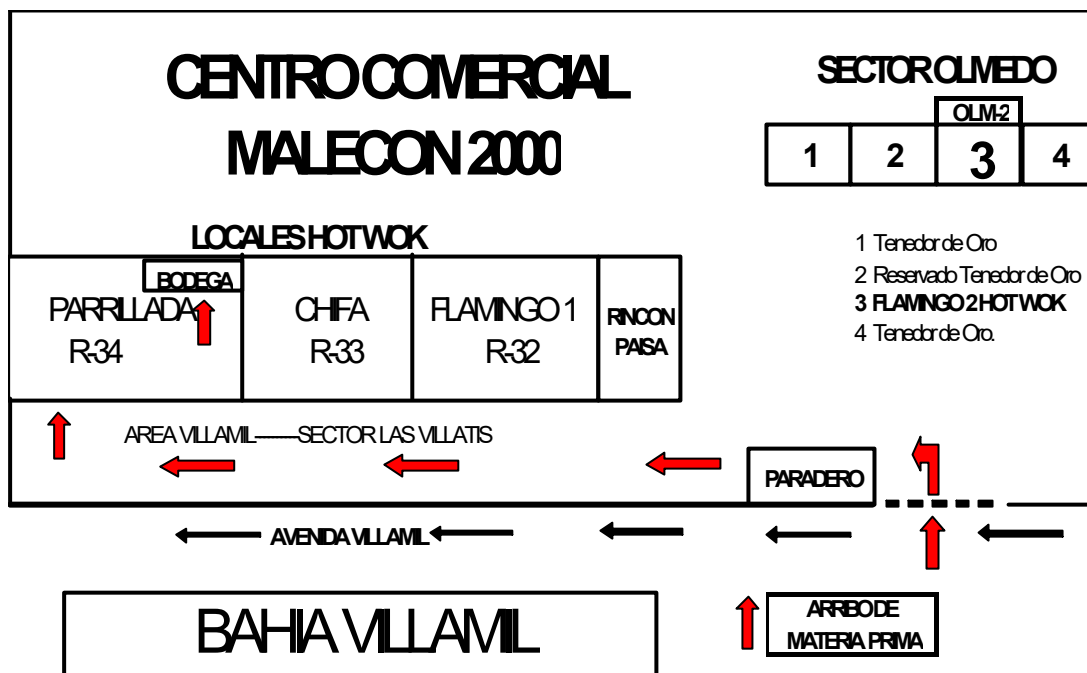 CENTRO COMERCIAL
MALECON 2000
SECTOR OLMEDO
OLM-2
1 2 3 4
1 Tenedor de Oro
2 Reservado Tenedor de Oro
3 FLAMINGO 2 HOT WOK
4 Tenedor de Oro.
LOCALES HOT WOK
BODEGA
PARRILLADA
R-34
CHIFA
R-33
FLAMINGO 1
R-32
RINCON
PAISA
AREA VILLAMIL--------SECTOR LAS VILLATIS
PARADERO
AVENIDA VILLAMIL
BAHIA VILLAMIL
ARRIBO DE
MATERIA PRIMA